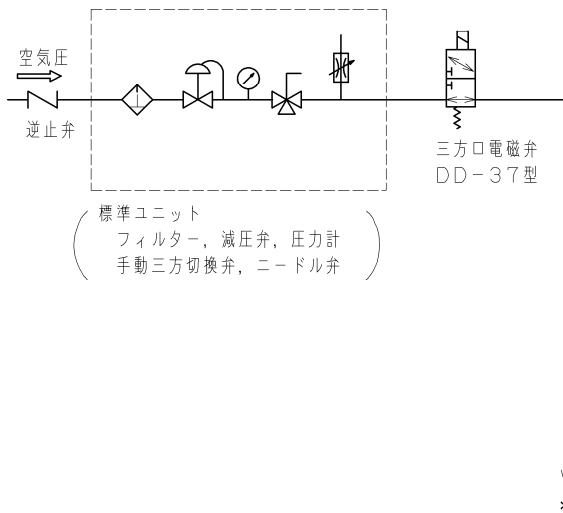 空気圧
逆止弁
三方口電磁弁
DD-37型
標準ユニット
フィルター, 減圧弁, 圧力計
手動三方切換弁, ニードル弁